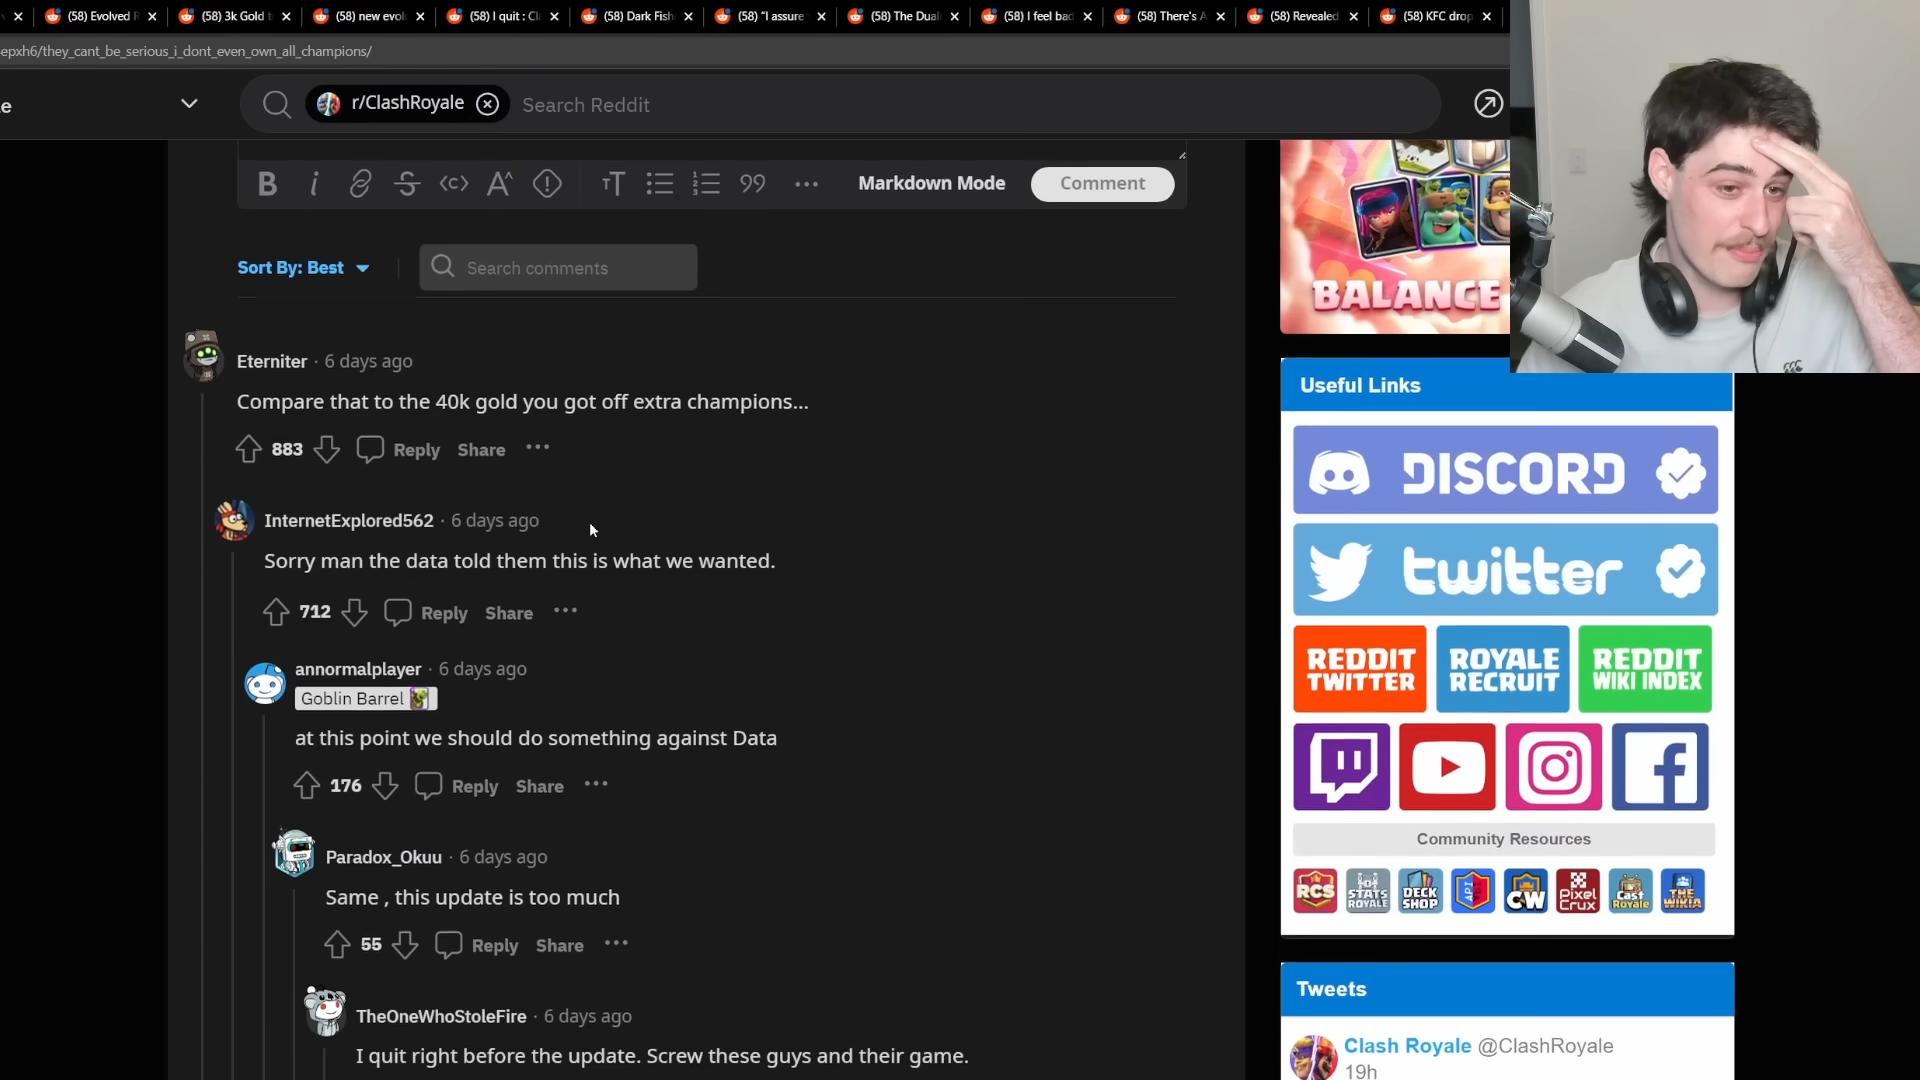 (58) Evolved R
(58) 3k Gold t
(58) new evol
(58) I quit : Cl
(58) Dark Fish
(58) "I assure
(58) The Dual
(58) I feel bad
(58) There's A
(58) Revealed
(58) KFC drop
epxh6/they_cant_be_serious_i_dont_even_own_all_champions/
e
r/ClashRoyale
Search Reddit
Markdown Mode
Comment
Sort By: Best
Search comments
Eterniter · 6 days ago
Compare that to the 40k gold you got off extra champions...
883 Reply Share
InternetExplored562 · 6 days ago
Sorry man the data told them this is what we wanted.
712 Reply Share
annormalplayer · 6 days ago
Goblin Barrel
at this point we should do something against Data
176 Reply Share
Paradox_Okuu · 6 days ago
Same , this update is too much
55 Reply Share
TheOneWhoStoleFire · 6 days ago
I quit right before the update. Screw these guys and their game.
BALANCE
Useful Links
DISCORD
twitter
REDDIT TWITTER
ROYALE RECRUIT
REDDIT WIKI INDEX
Community Resources
RCS
STATS ROYALE
DECK SHOP
API
CW
Pixel Crux
Cast Royale
THE WIKIA
Tweets
Clash Royale @ClashRoyale
19h